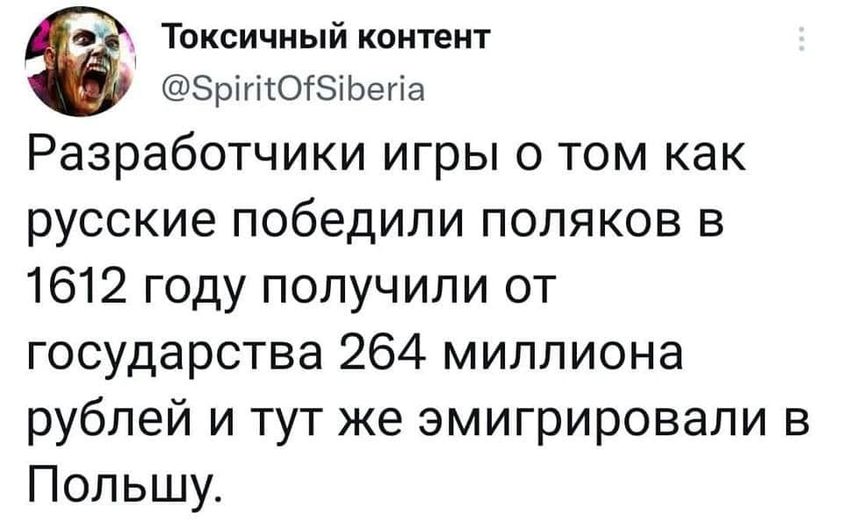 Токсичный контент
@SpiritOfSiberia
Разработчики игры о том как
русские победили поляков в
1612 году получили от
государства 264 миллиона
рублей и тут же эмигрировали в
Польшу.